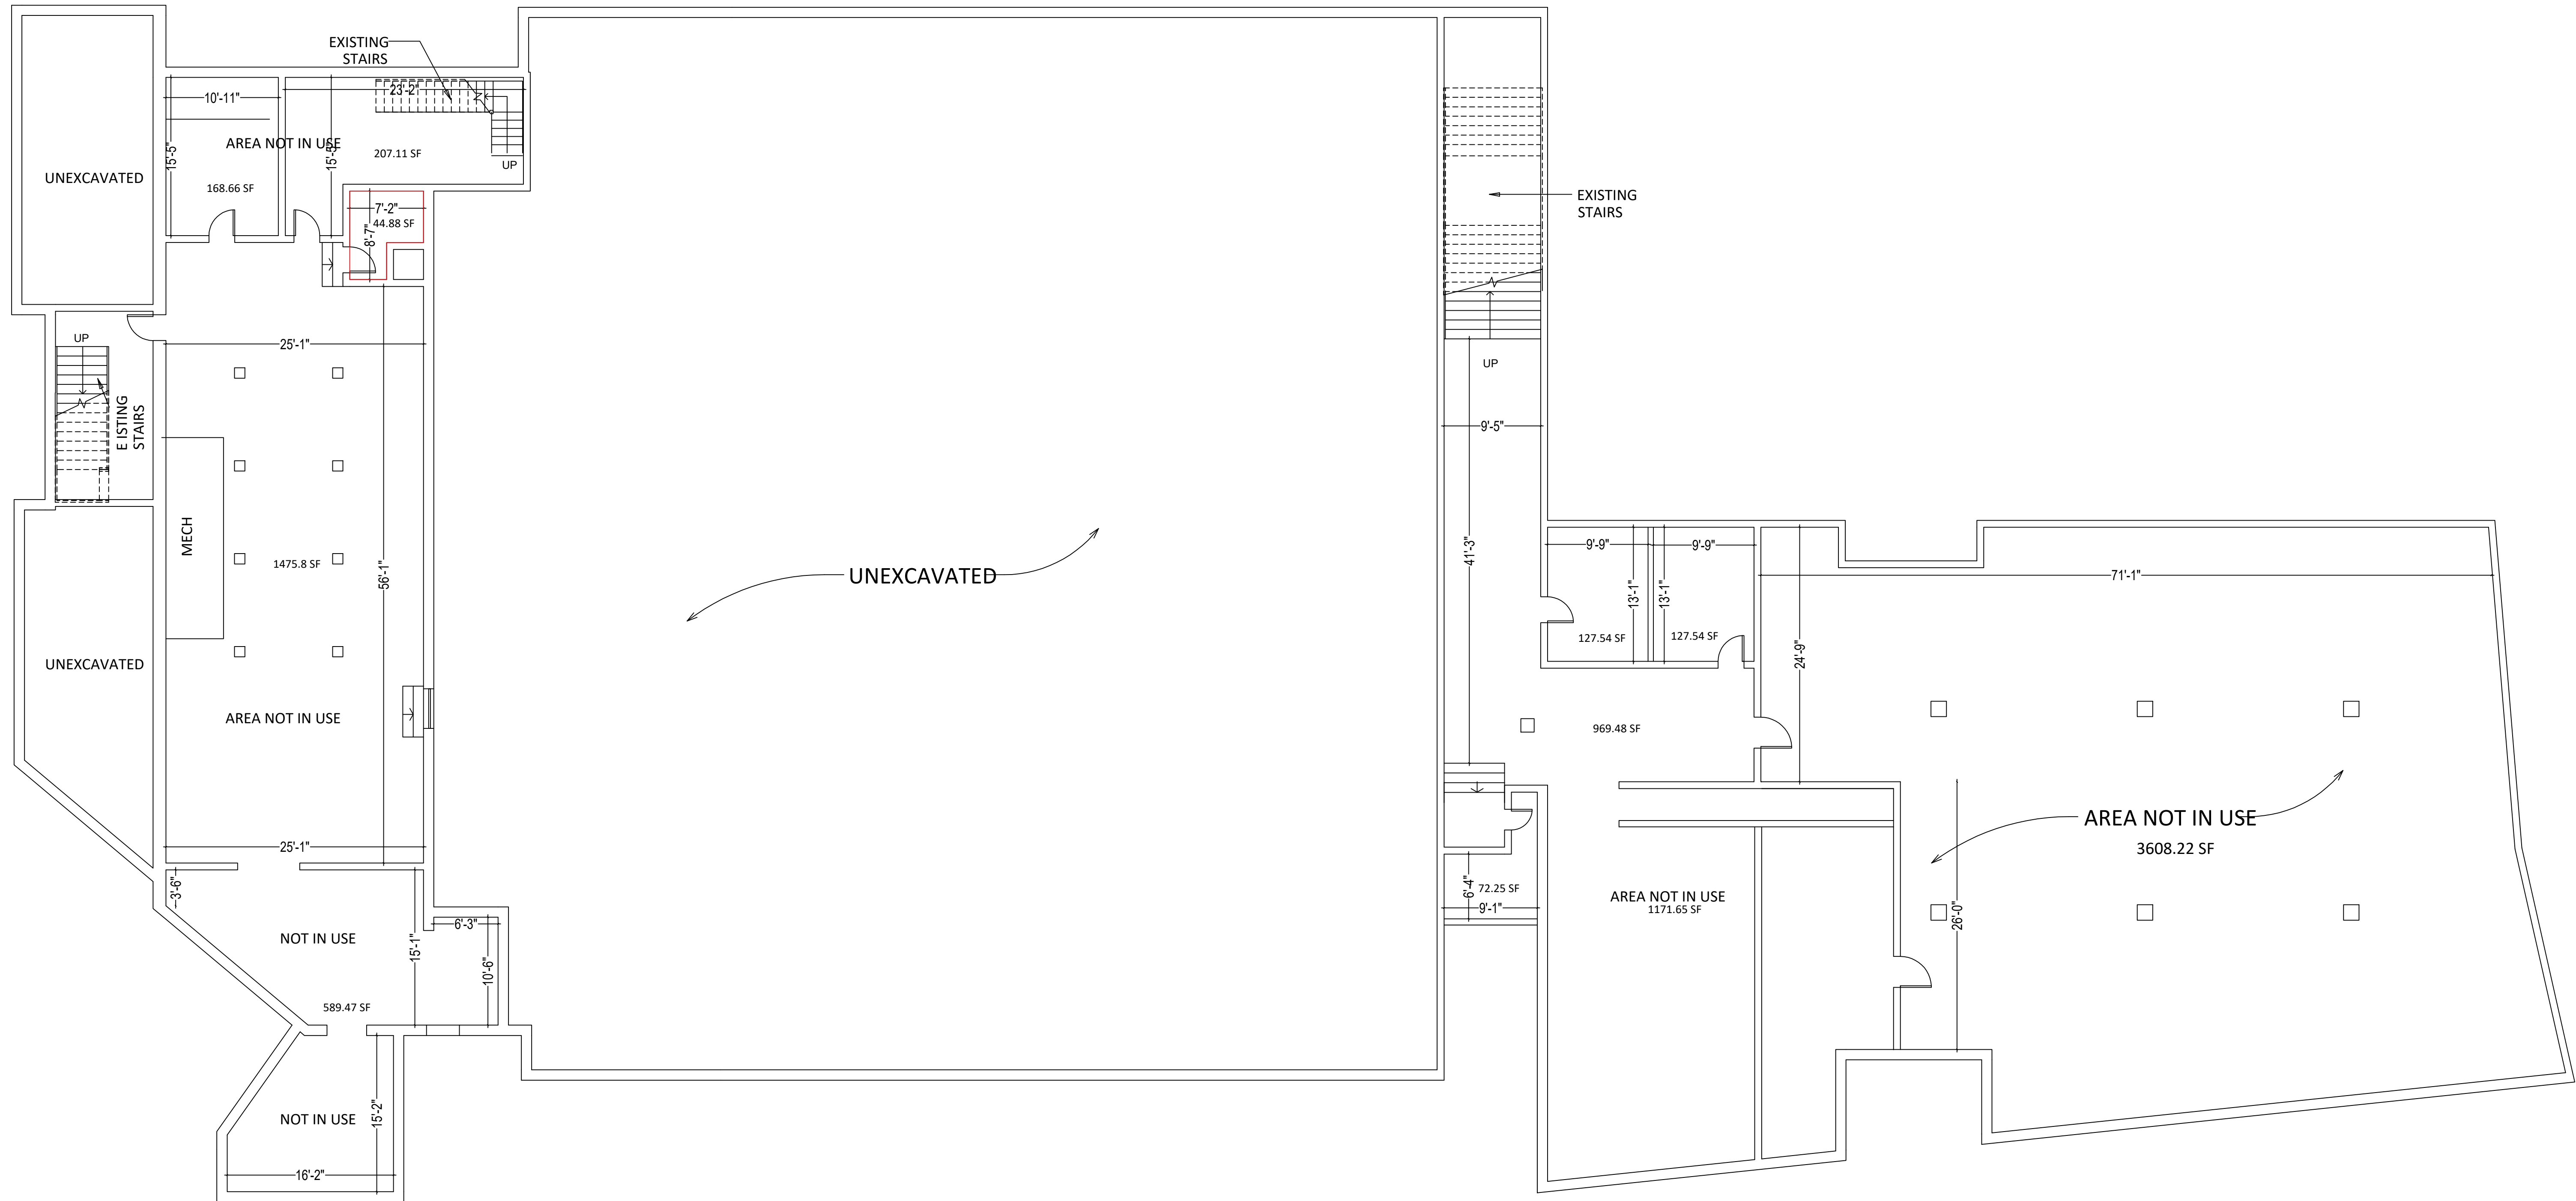 EXISTING
STAIRS
10'-11"
23'-2"
AREA NOT IN USE
15'-5"
15'-5"
207.11 SF
UP
UNEXCAVATED
168.66 SF
7'-2"
44.88 SF
8'-7"
EXISTING
STAIRS
UP
25'-1"
UP
E ISTING
STAIRS
9'-5"
MECH
1475.8 SF
56'-1"
UNEXCAVATED
41'-3"
9'-9"
9'-9"
71'-1"
13'-1"
13'-1"
127.54 SF
127.54 SF
24'-9"
UNEXCAVATED
AREA NOT IN USE
969.48 SF
25'-1"
AREA NOT IN USE
3608.22 SF
3'-6"
6'-4"
72.25 SF
9'-1"
AREA NOT IN USE
1171.65 SF
26'-0"
6'-3"
NOT IN USE
15'-1"
10'-6"
589.47 SF
NOT IN USE
15'-2"
16'-2"